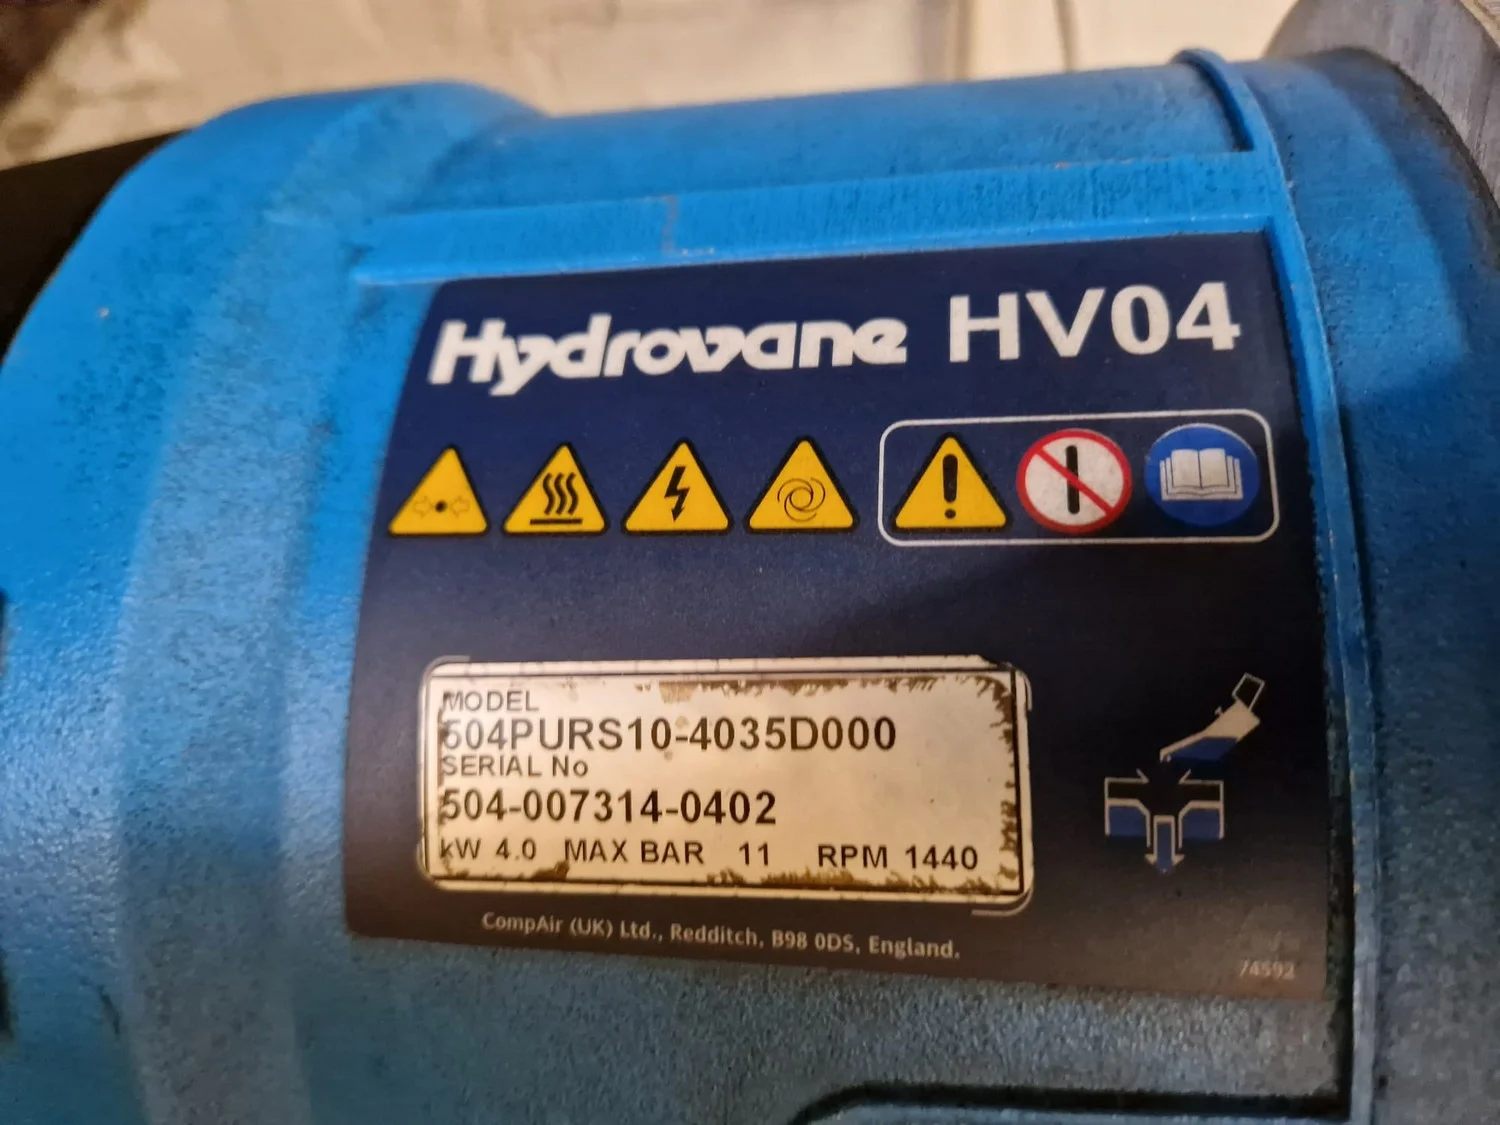 Hydrovane HV04
MODEL
504PURS10-4035D000
SERIAL No
504-007314-0402
kW 4.0 MAX BAR 11 RPM 1440
CompAir (UK) Ltd., Redditch, B98 0DS, England.
74592